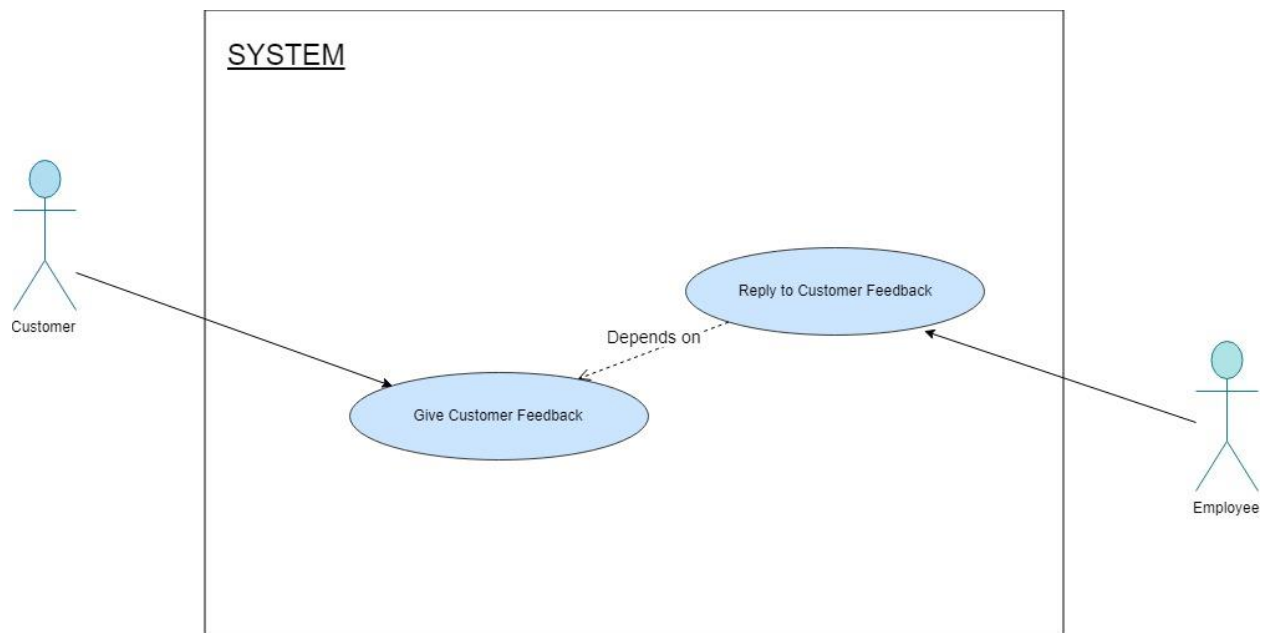 SYSTEM
Reply to Customer Feedback
Customer
Depends on
Give Customer Feedback
Employee